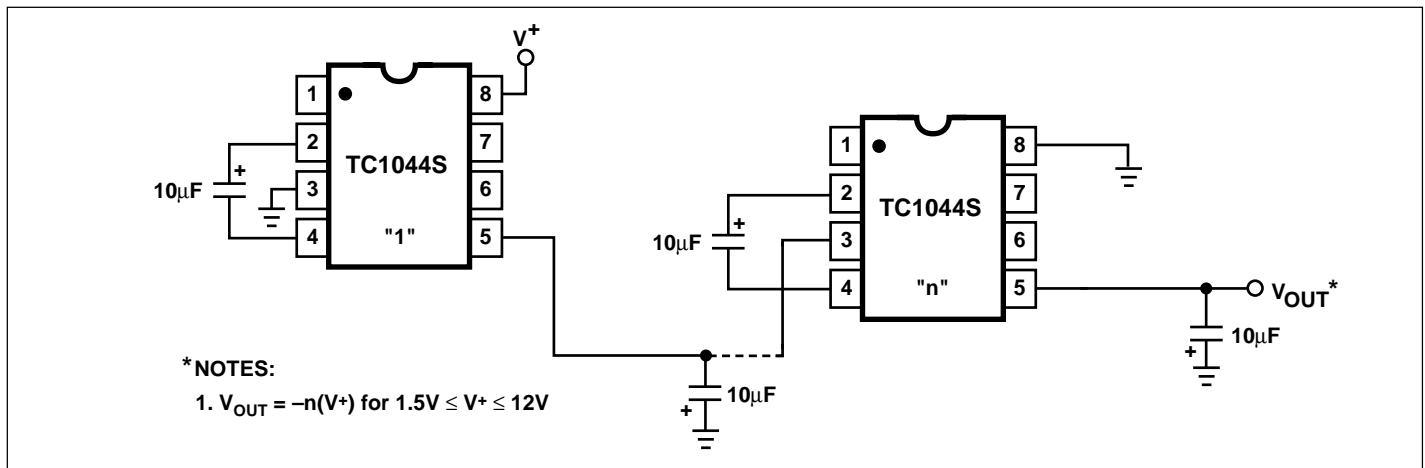 V+
1
8
2
7
TC1044S
+
10µF
3
6
4
"1"
5
1
8
2
7
TC1044S
+
10µF
3
6
4
"n"
5
VOUT*
10µF
+
10µF
+
*NOTES:
1. VOUT = –n(V+) for 1.5V ≤ V+ ≤ 12V